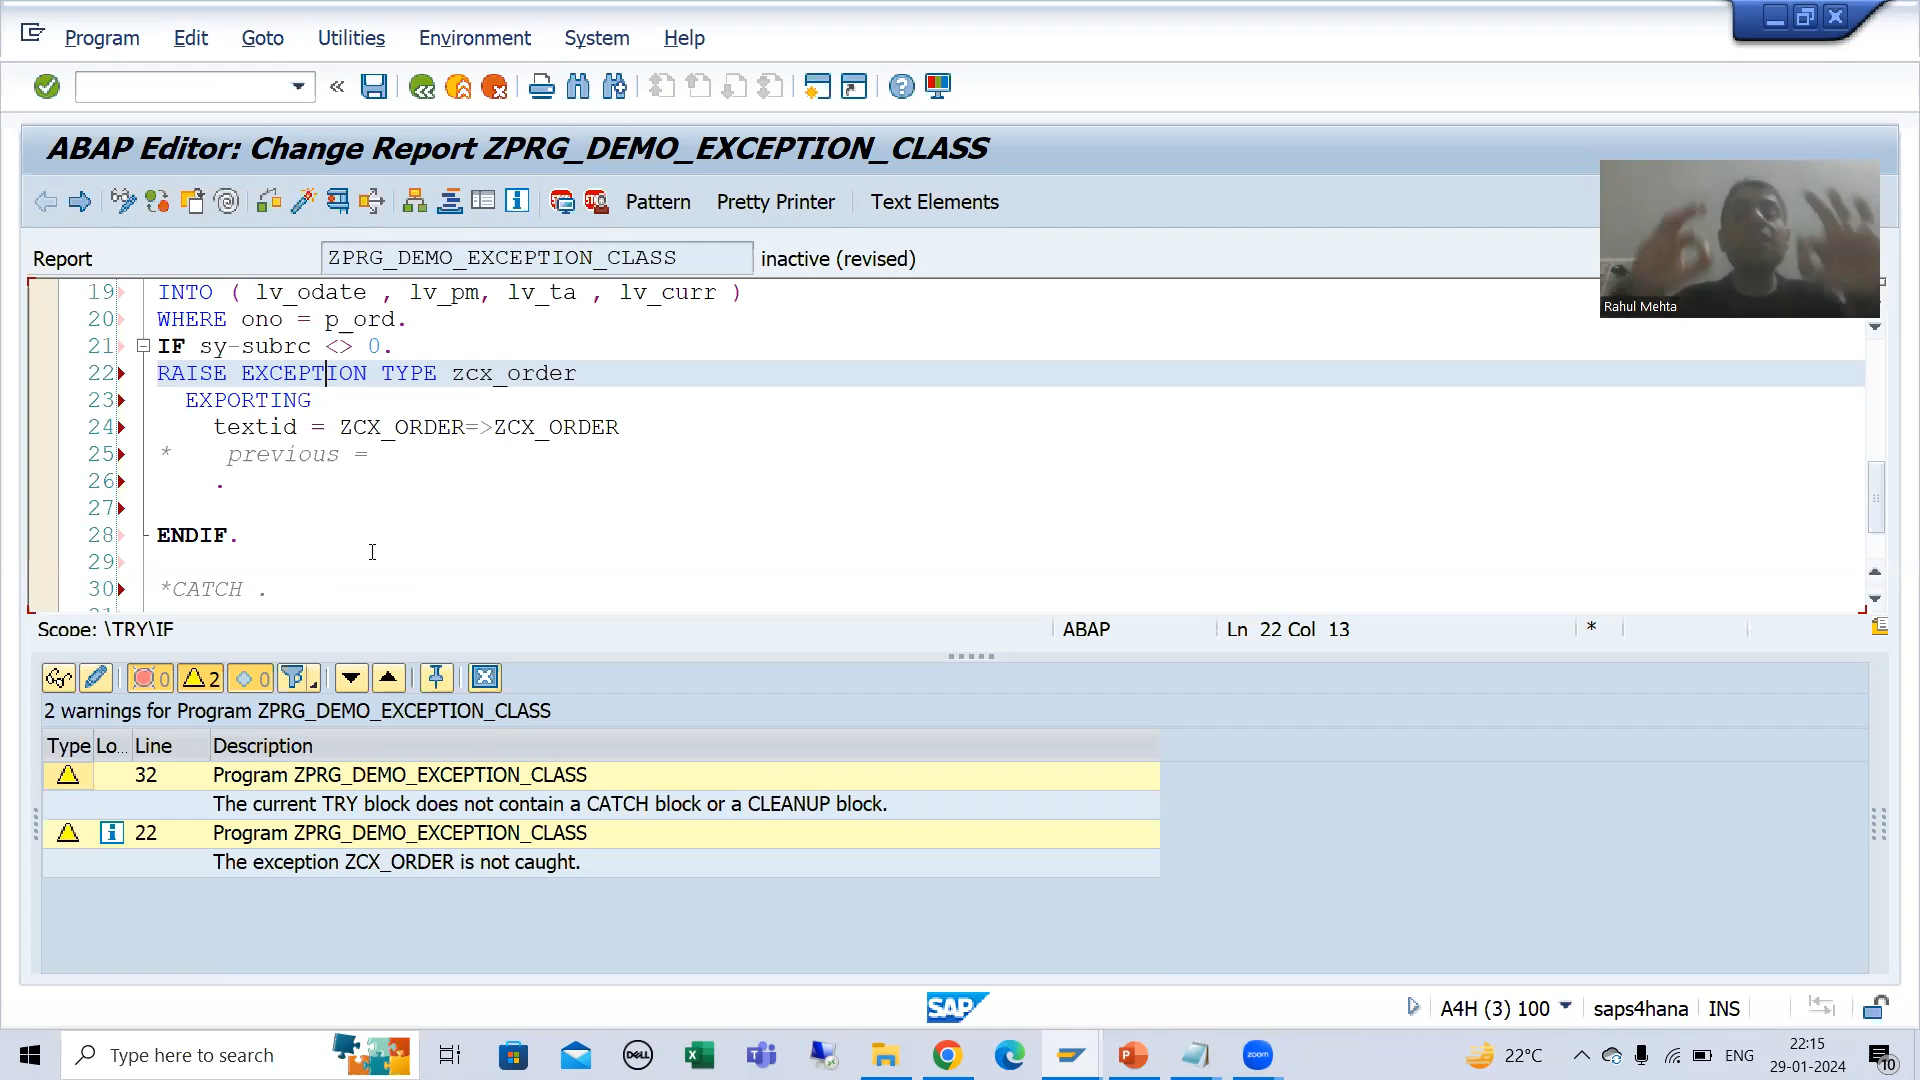 Program Edit Goto Utilities Environment System Help
ABAP Editor: Change Report ZPRG_DEMO_EXCEPTION_CLASS
Pattern Pretty Printer Text Elements
Report ZPRG_DEMO_EXCEPTION_CLASS inactive (revised)
Rahul Mehta
19 INTO ( lv_odate , lv_pm, lv_ta , lv_curr )
20 WHERE ono = p_ord.
21 IF sy-subrc <> 0.
22 RAISE EXCEPTION TYPE zcx_order
23 EXPORTING
24 textid = ZCX_ORDER=>ZCX_ORDER
25 * previous =
26 .
27
28 ENDIF.
29
30 *CATCH .
Scope: \TRY\IF ABAP Ln 22 Col 13 *
0 2 0
2 warnings for Program ZPRG_DEMO_EXCEPTION_CLASS
Type Lo... Line Description
32 Program ZPRG_DEMO_EXCEPTION_CLASS
The current TRY block does not contain a CATCH block or a CLEANUP block.
22 Program ZPRG_DEMO_EXCEPTION_CLASS
The exception ZCX_ORDER is not caught.
SAP A4H (3) 100 saps4hana INS
Type here to search DELL zoom 22°C ENG 22:15
29-01-2024 10